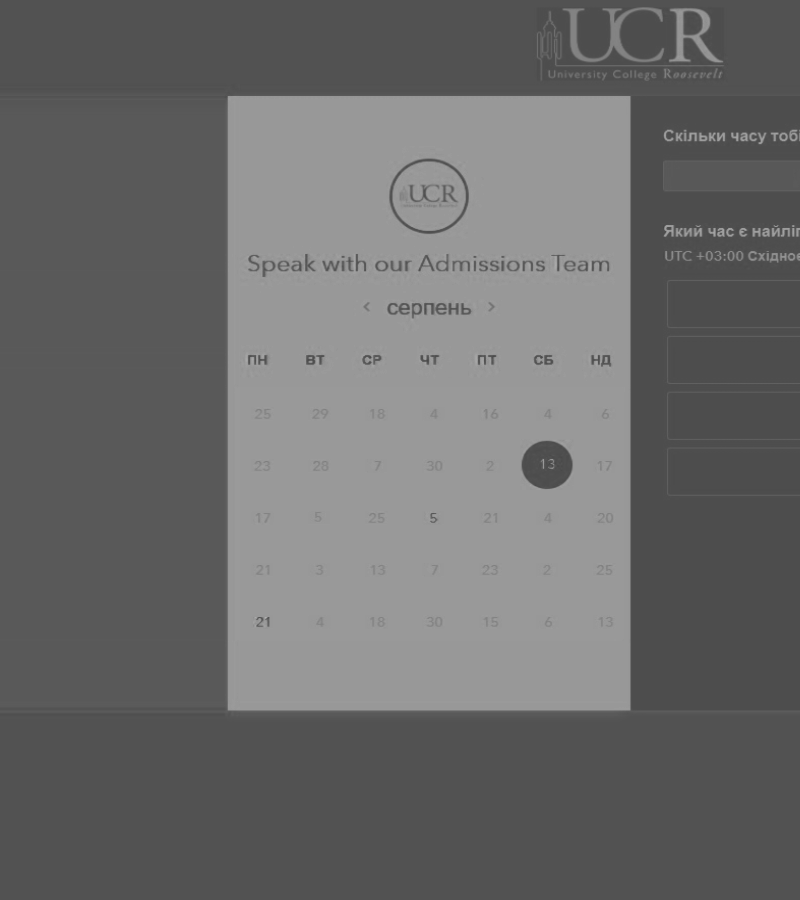 UCR
University College Roosevelt
UCR
Speak with our Admissions Team
серпень
ПН ВТ СР ЧТ ПТ СБ НД
25 29 18 4 16 4 6
23 28 7 30 2 13 17
17 5 25 5 21 4 20
21 3 13 7 23 2 25
21 4 18 30 15 6 13
Скільки часу тобі
Який час є найліп
UTC +03:00 Східноє